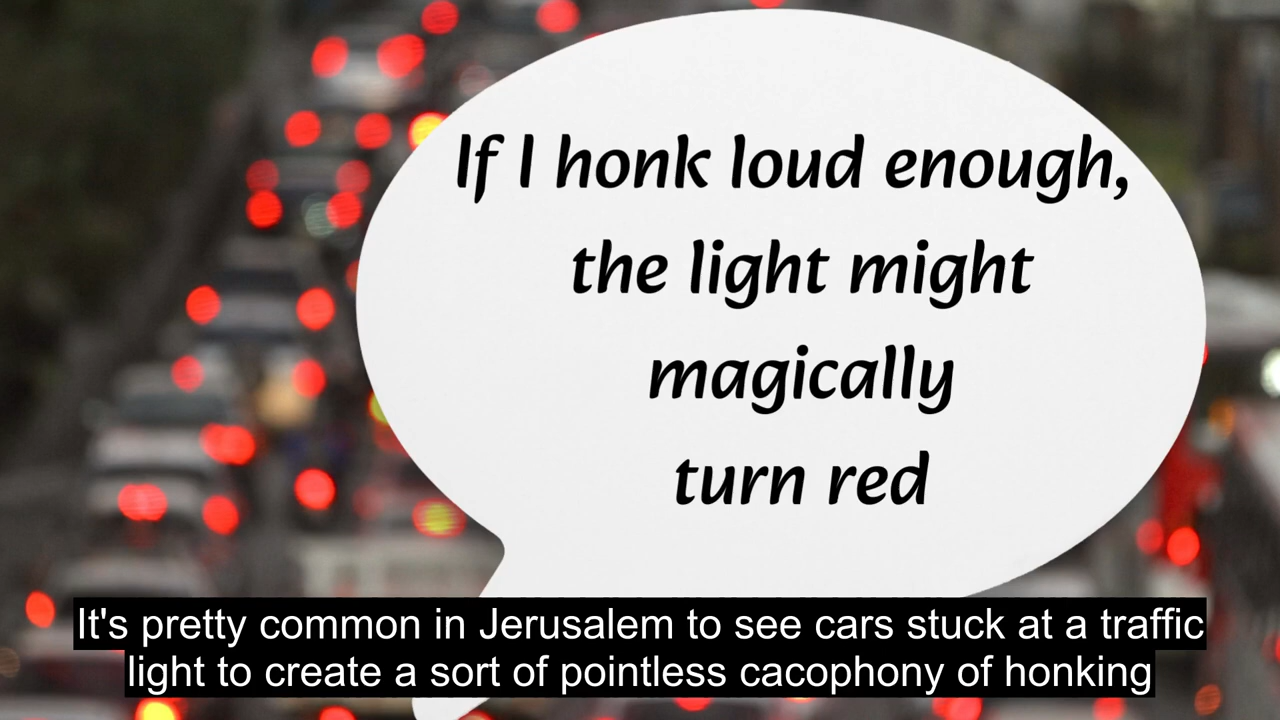 If I honk loud enough,
the light might
magically
turn red
It's pretty common in Jerusalem to see cars stuck at a traffic
light to create a sort of pointless cacophony of honking